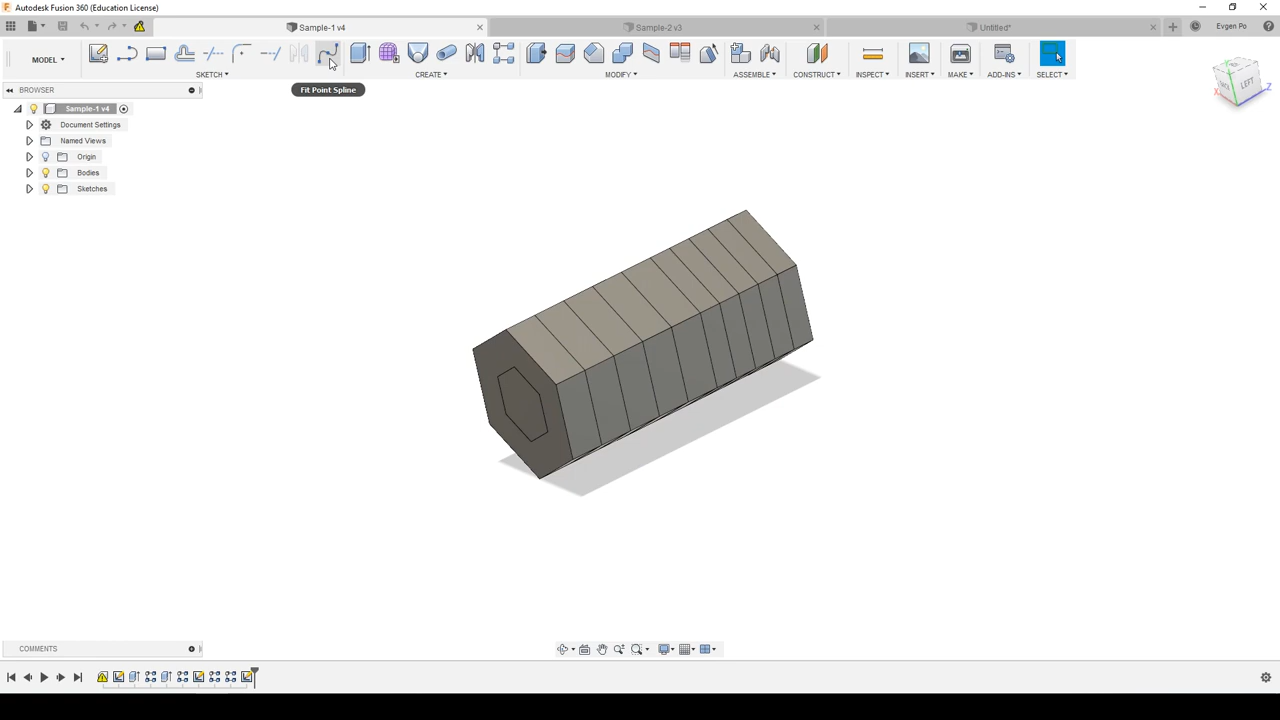 Autodesk Fusion 360 (Education License)
Sample-1 v4
Sample-2 v3
Untitled*
Evgen Po
MODEL
SKETCH
CREATE
MODIFY
ASSEMBLE
CONSTRUCT
INSPECT
INSERT
MAKE
ADD-INS
SELECT
Fit Point Spline
BROWSER
Sample-1 v4
Document Settings
Named Views
Origin
Bodies
Sketches
LEFT
X
Z
COMMENTS